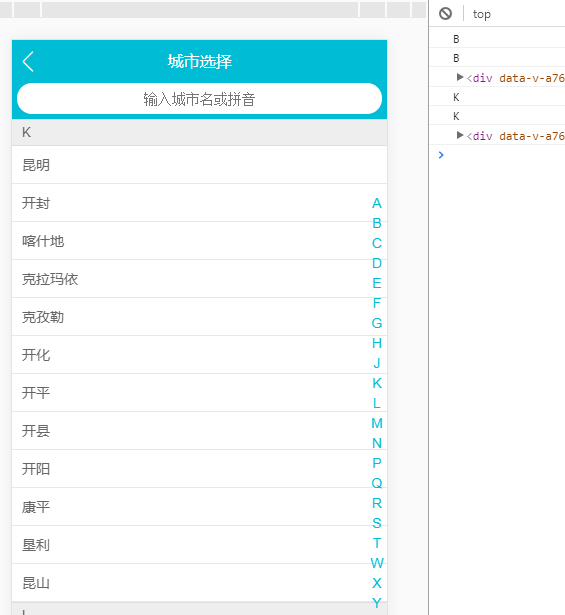 城市选择
输入城市名或拼音
K
昆明
开封
喀什地
克拉玛依
克孜勒
开化
开平
开县
开阳
康平
垦利
昆山
A
B
C
D
E
F
G
H
J
K
L
M
N
P
Q
R
S
T
W
X
Y
top
B
B
<div data-v-a76
K
K
<div data-v-a76